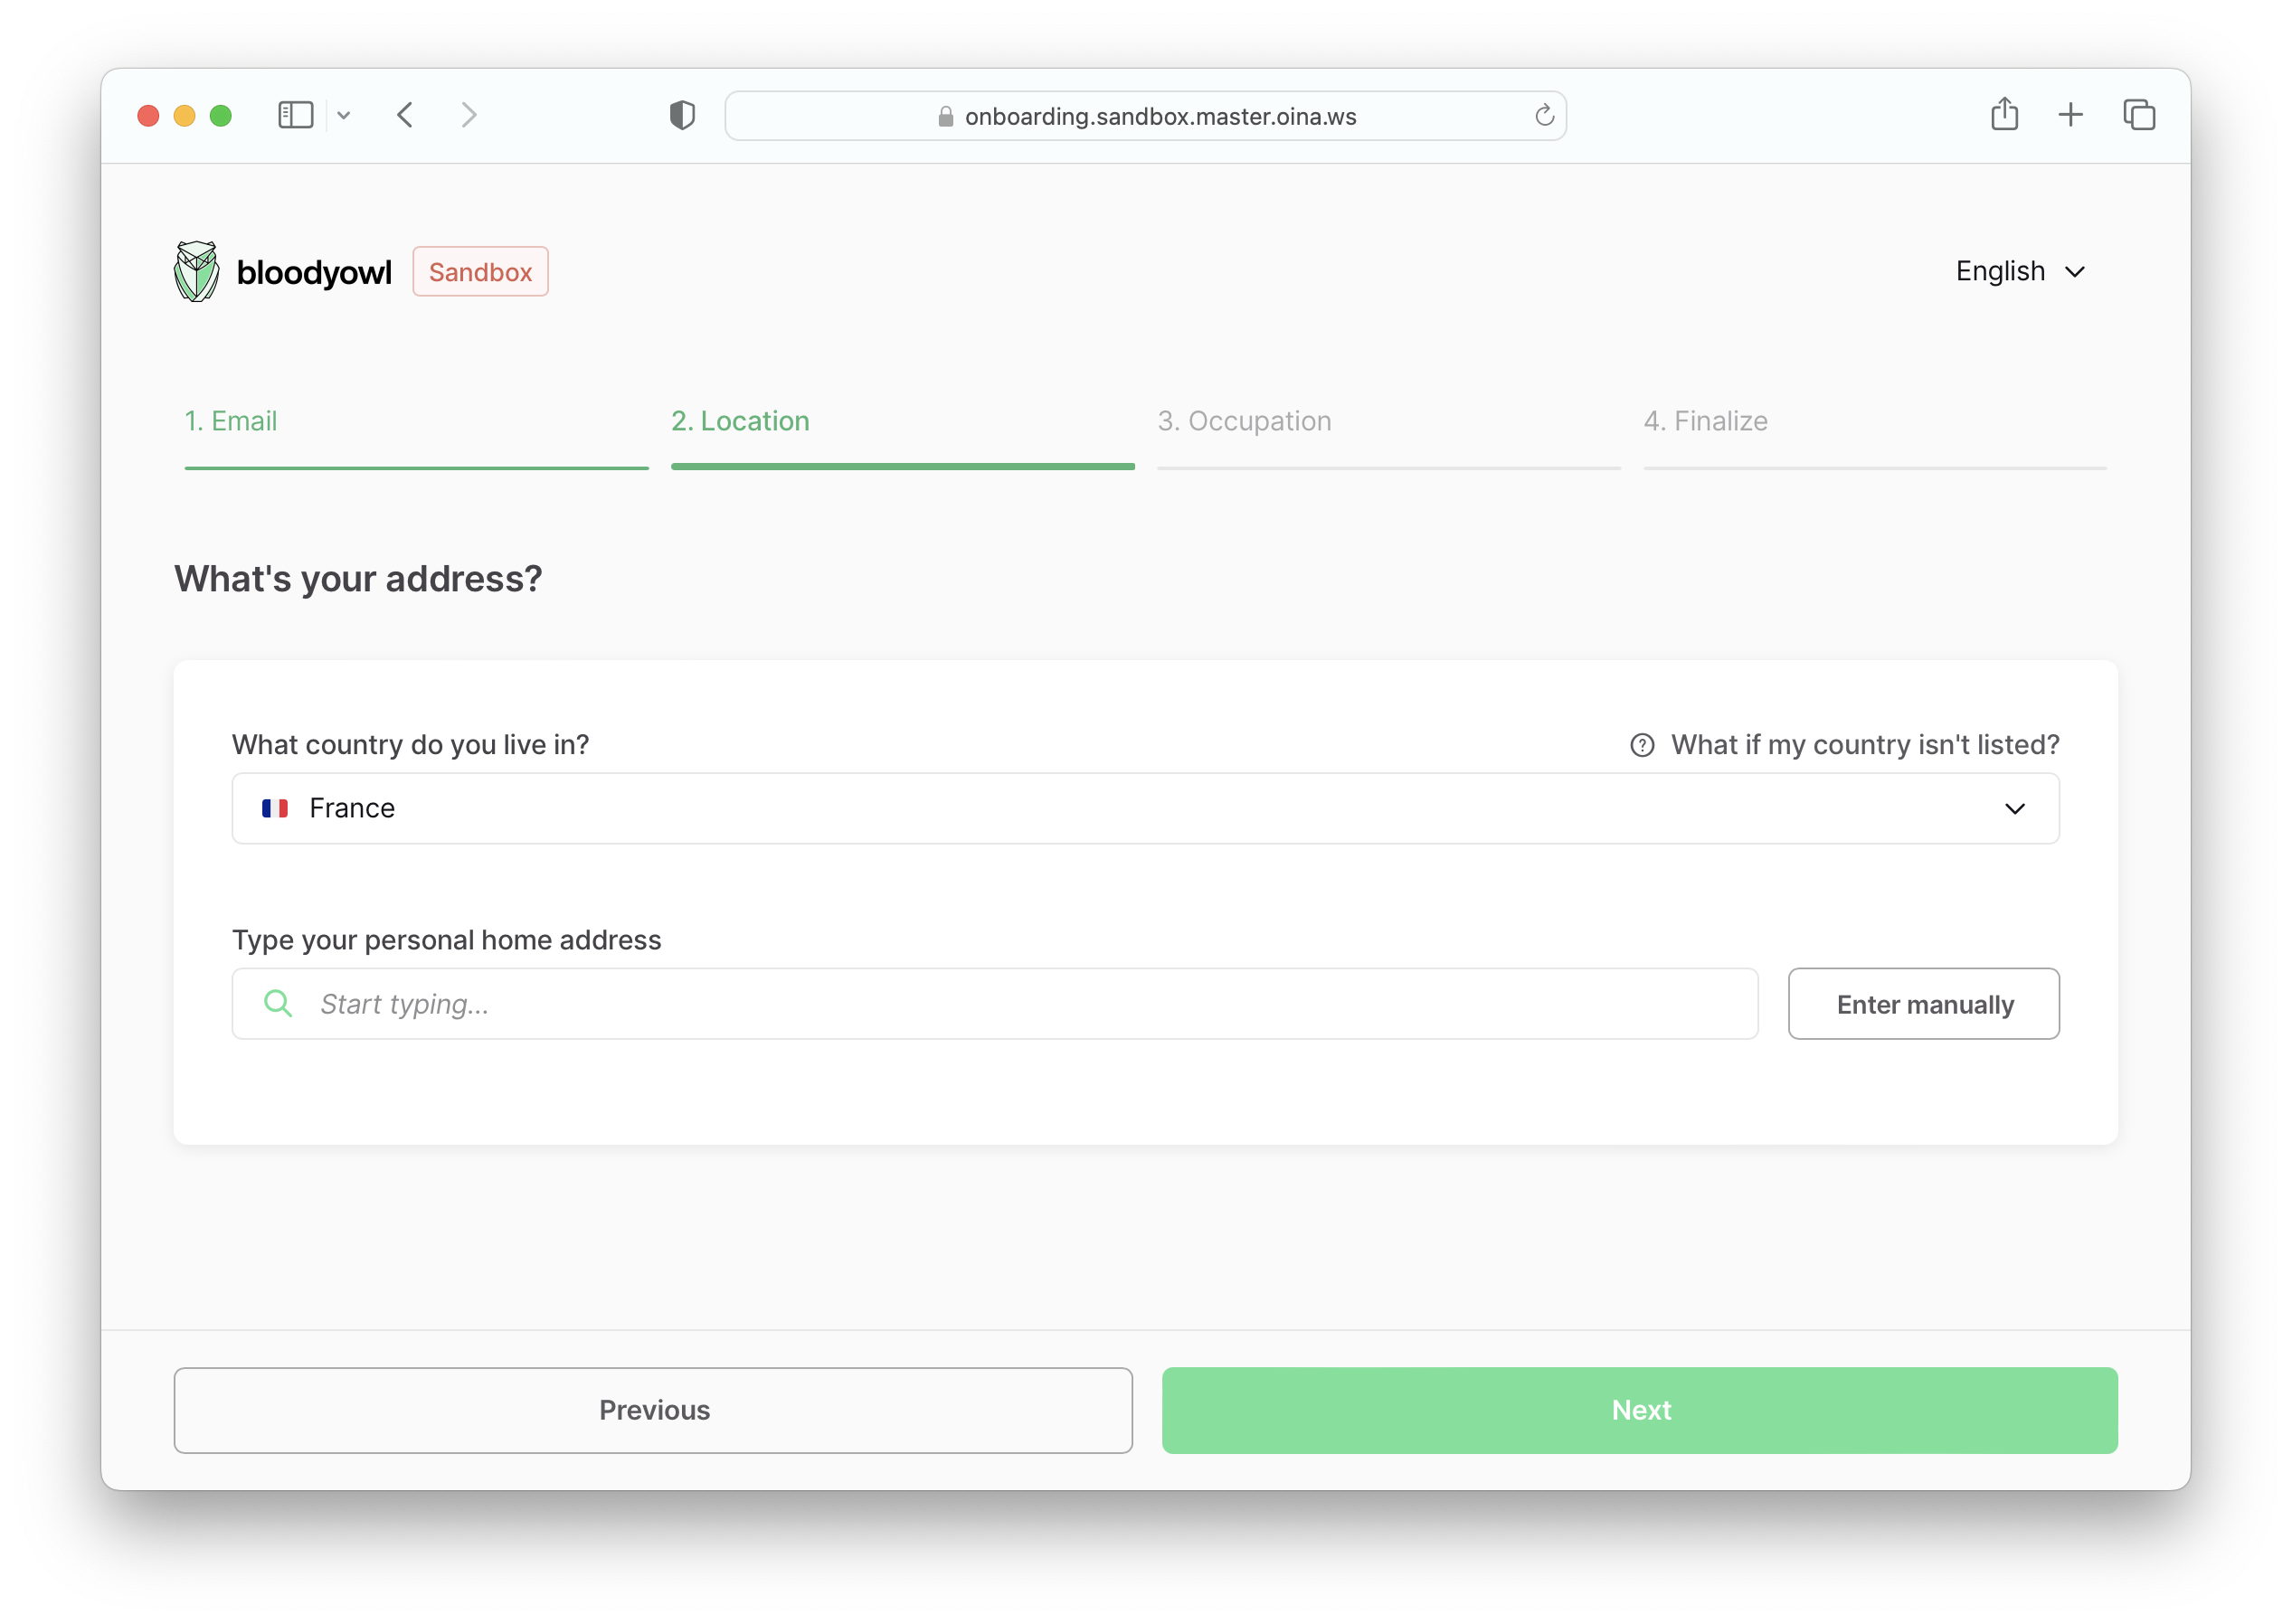 onboarding.sandbox.master.oina.ws
bloodyowl Sandbox English
1. Email 2. Location 3. Occupation 4. Finalize
What's your address?
What country do you live in? What if my country isn't listed?
France
Type your personal home address
Start typing... Enter manually
Previous Next